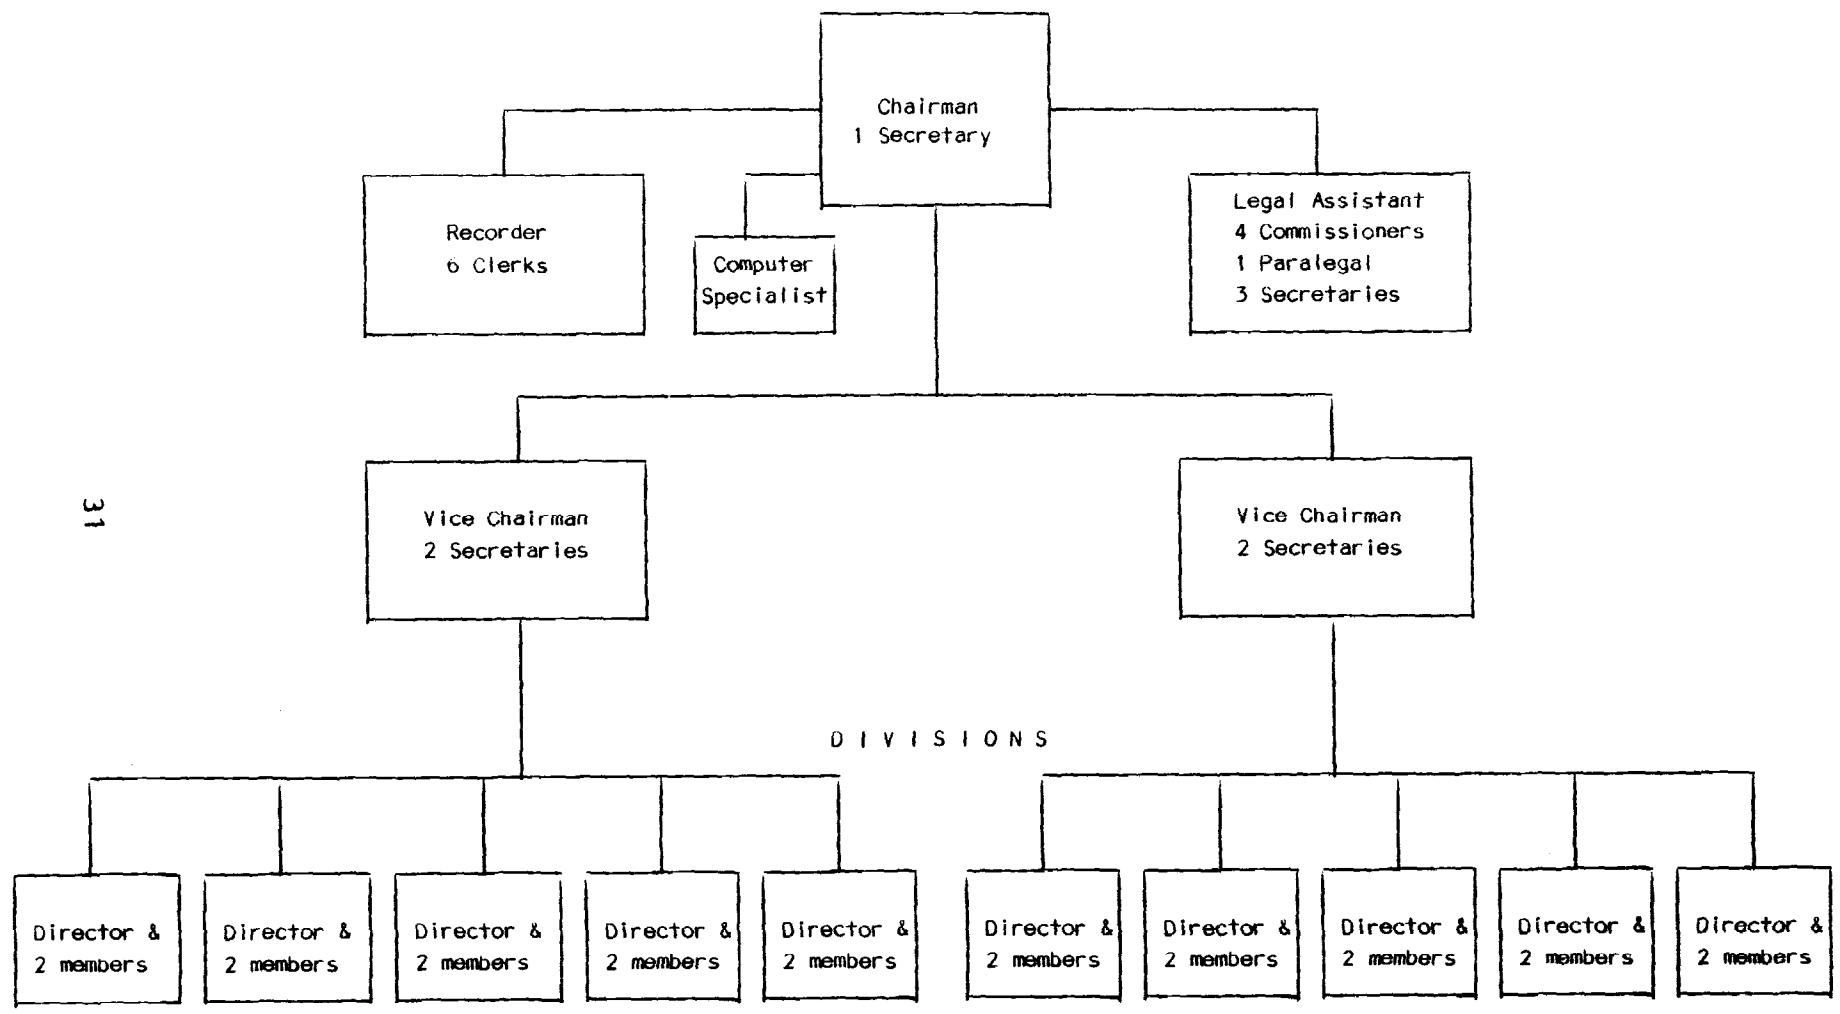 Chairman
1 Secretary
Recorder
6 Clerks
Computer
Specialist
Legal Assistant
4 Commissioners
1 Paralegal
3 Secretaries
Vice Chairman
2 Secretaries
Vice Chairman
2 Secretaries
31
DIVISIONS
Director &
2 members
Director &
2 members
Director &
2 members
Director &
2 members
Director &
2 members
Director &
2 members
Director &
2 members
Director &
2 members
Director &
2 members
Director &
2 members